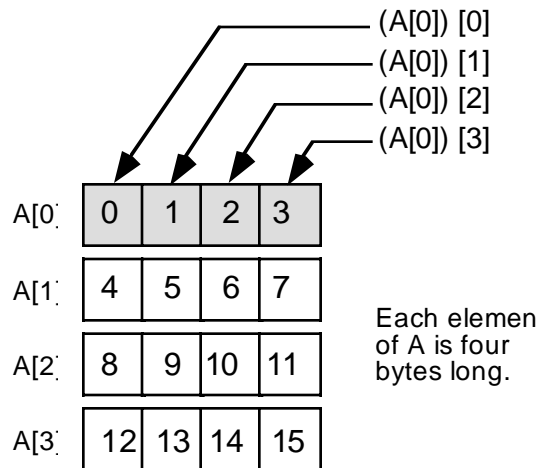 (A[0]) [0]
(A[0]) [1]
(A[0]) [2]
(A[0]) [3]
A[0] 0 1 2 3
A[1] 4 5 6 7
A[2] 8 9 10 11
A[3] 12 13 14 15
Each elemen
of A is four
bytes long.